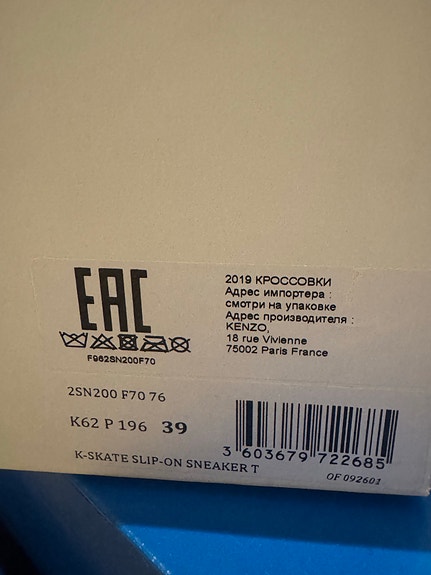 EAC
F962SN200F70
2019 КРОССОВКИ
Адрес импортера :
смотри на упаковке
Адрес производителя :
KENZO,
18 rue Vivienne
75002 Paris France
2SN200 F70 76
K62 P 196 39
K-SKATE SLIP-ON SNEAKER T
3 603679 722685
OF 092601